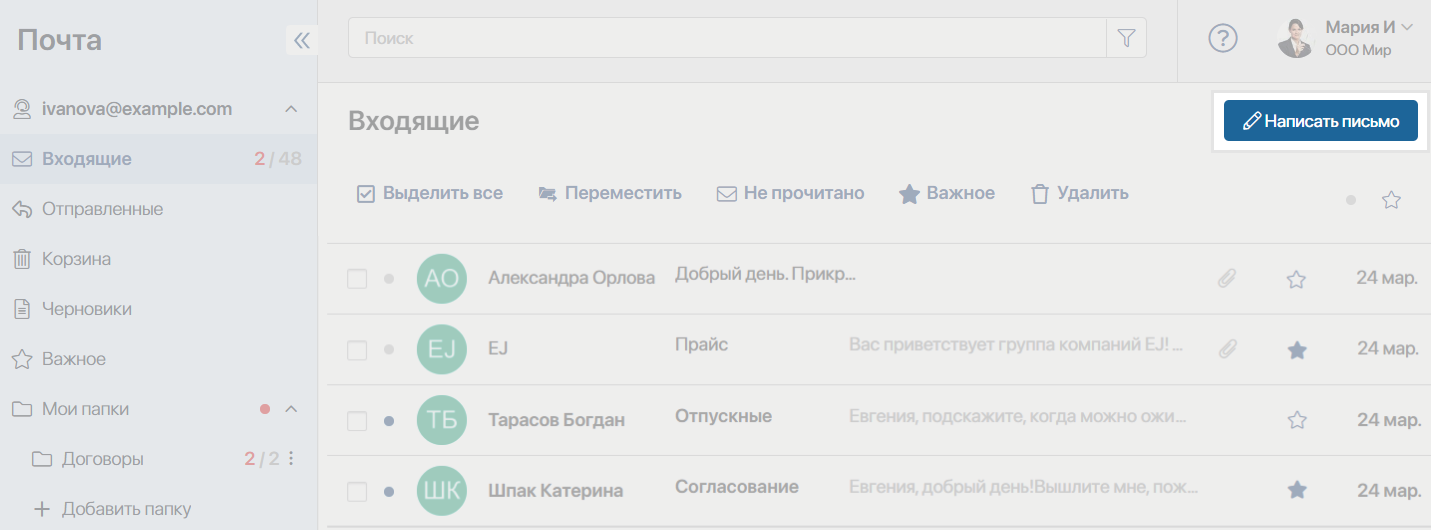 Почта
ivanova@example.com
Входящие 2 / 48
Отправленные
Корзина
Черновики
Важное
Мои папки
Договоры 2 / 2
Добавить папку
Поиск
?
Мария И
ООО Мир
Входящие
Написать письмо
Выделить все Переместить Не прочитано Важное Удалить
АО Александра Орлова Добрый день. Прикр... 24 мар.
EJ EJ Прайс Вас приветствует группа компаний EJ! ... 24 мар.
ТБ Тарасов Богдан Отпускные Евгения, подскажите, когда можно ожи... 24 мар.
ШК Шпак Катерина Согласование Евгения, добрый день!Вышлите мне, пож... 24 мар.